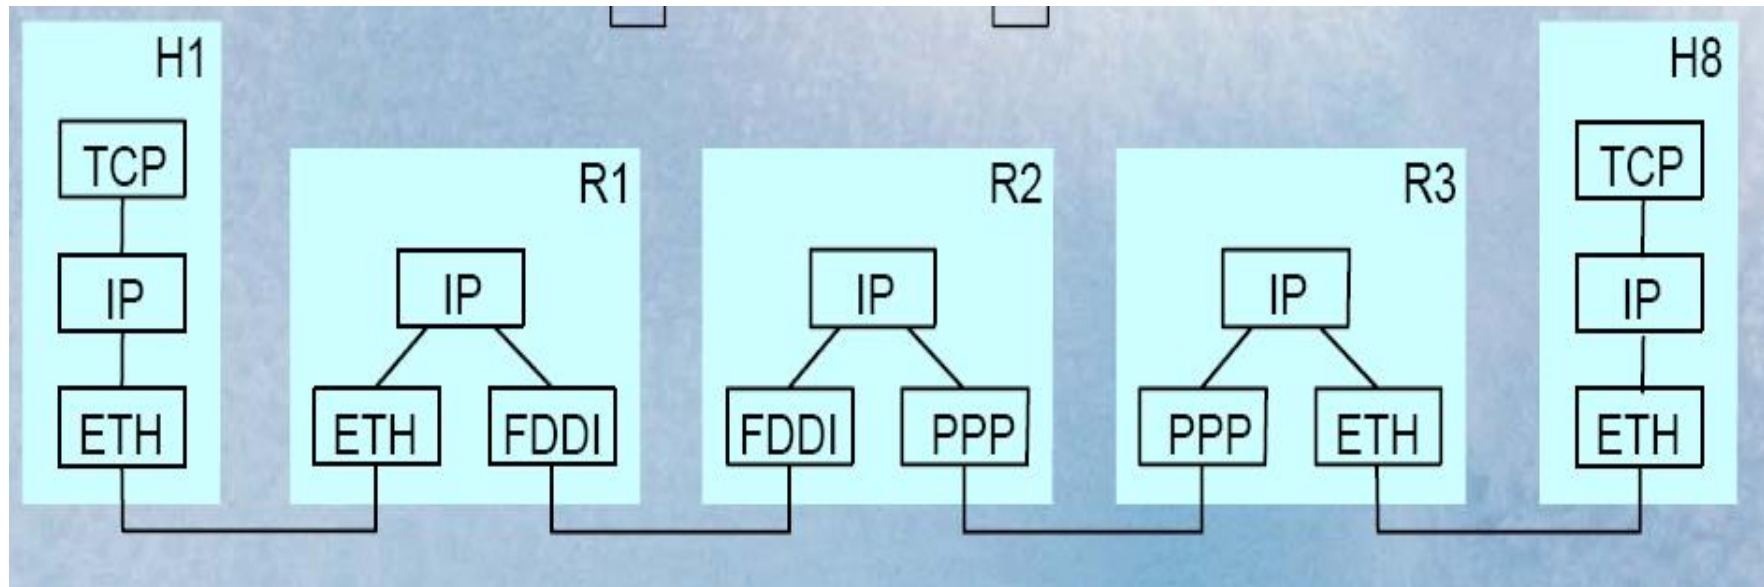 H1
H8
TCP
R1
R2
R3
TCP
IP
IP
IP
IP
IP
ETH
ETH
FDDI
FDDI
PPP
PPP
ETH
ETH